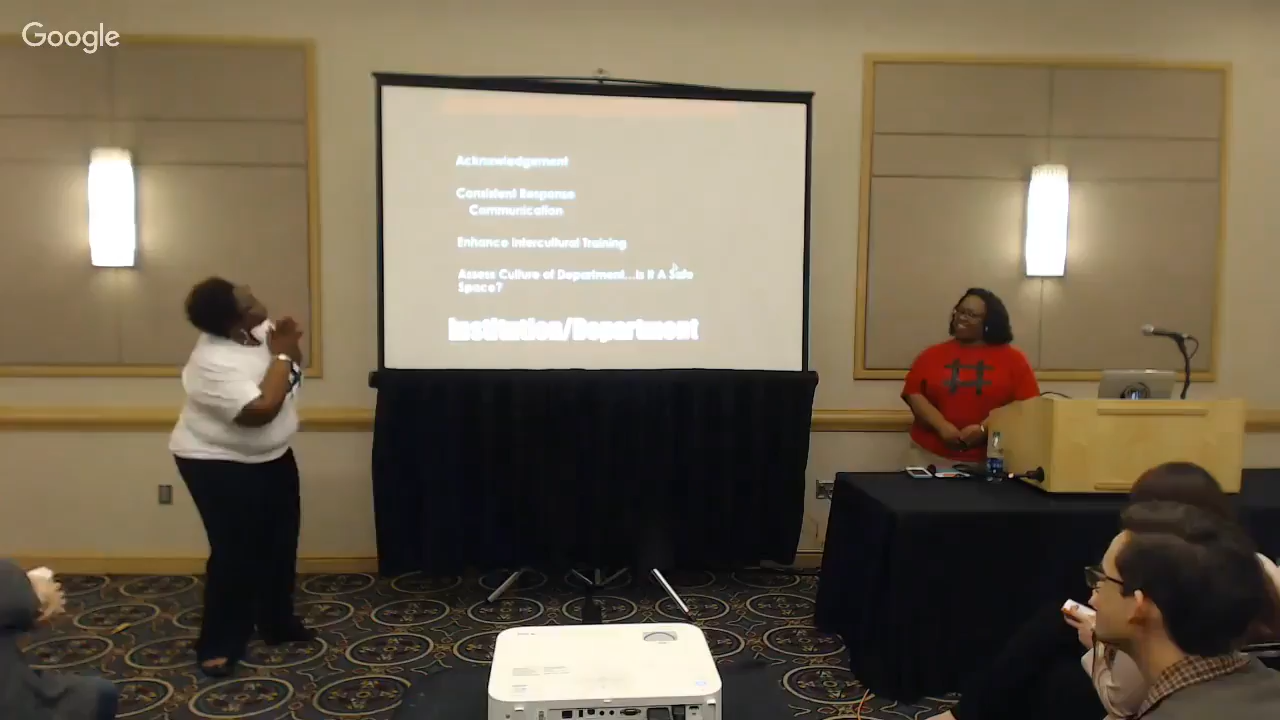 Google
Acknowledgement
Consistent Response
Communication
Enhance Intercultural Training
Assess Culture of Department...Is It A Safe
Space?
Institution/Department
#